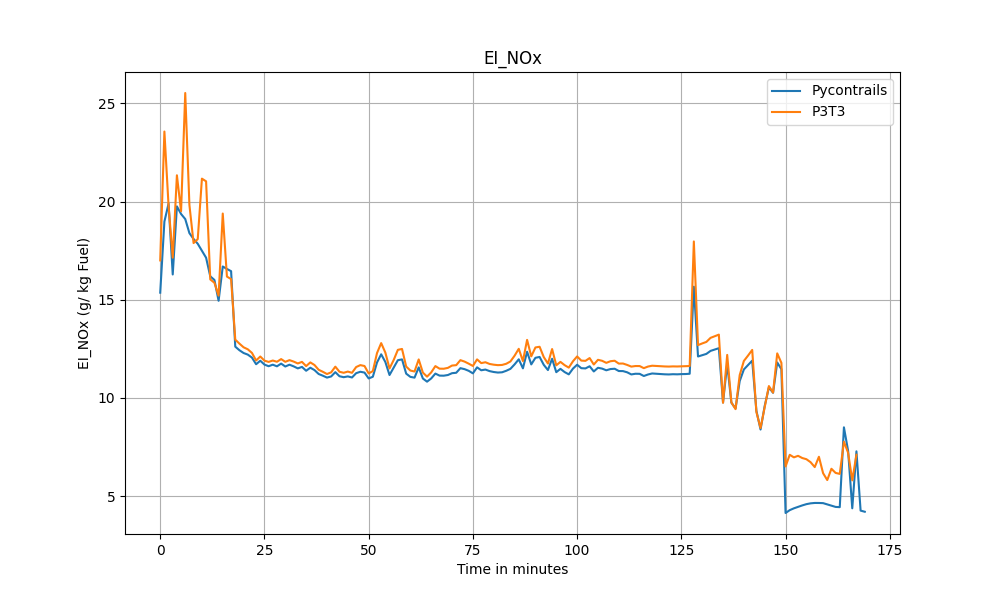 EI_NOx
Pycontrails
P3T3
EI_NOx (g/ kg Fuel)
25
20
15
10
5
0 25 50 75 100 125 150 175
Time in minutes